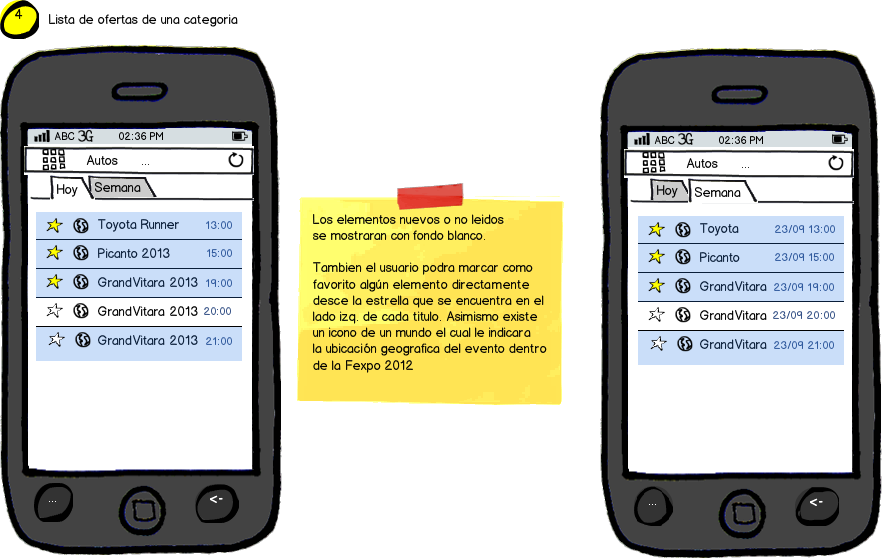 4 Lista de ofertas de una categoria
ABC 3G 02:36 PM
Autos ...
Hoy Semana
Toyota Runner 13:00
Picanto 2013 15:00
GrandVitara 2013 19:00
GrandVitara 2013 20:00
GrandVitara 2013 21:00
... <-
Los elementos nuevos o no leidos
se mostraran con fondo blanco.
Tambien el usuario podra marcar como
favorito algún elemento directamente
desce la estrella que se encuentra en el
lado izq. de cada titulo. Asimismo existe
un icono de un mundo el cual le indicara
la ubicación geografica del evento dentro
de la Fexpo 2012
ABC 3G 02:36 PM
Autos ...
Hoy Semana
Toyota 23/09 13:00
Picanto 23/09 15:00
GrandVitara 23/09 19:00
GrandVitara 23/09 20:00
GrandVitara 23/09 21:00
... <-